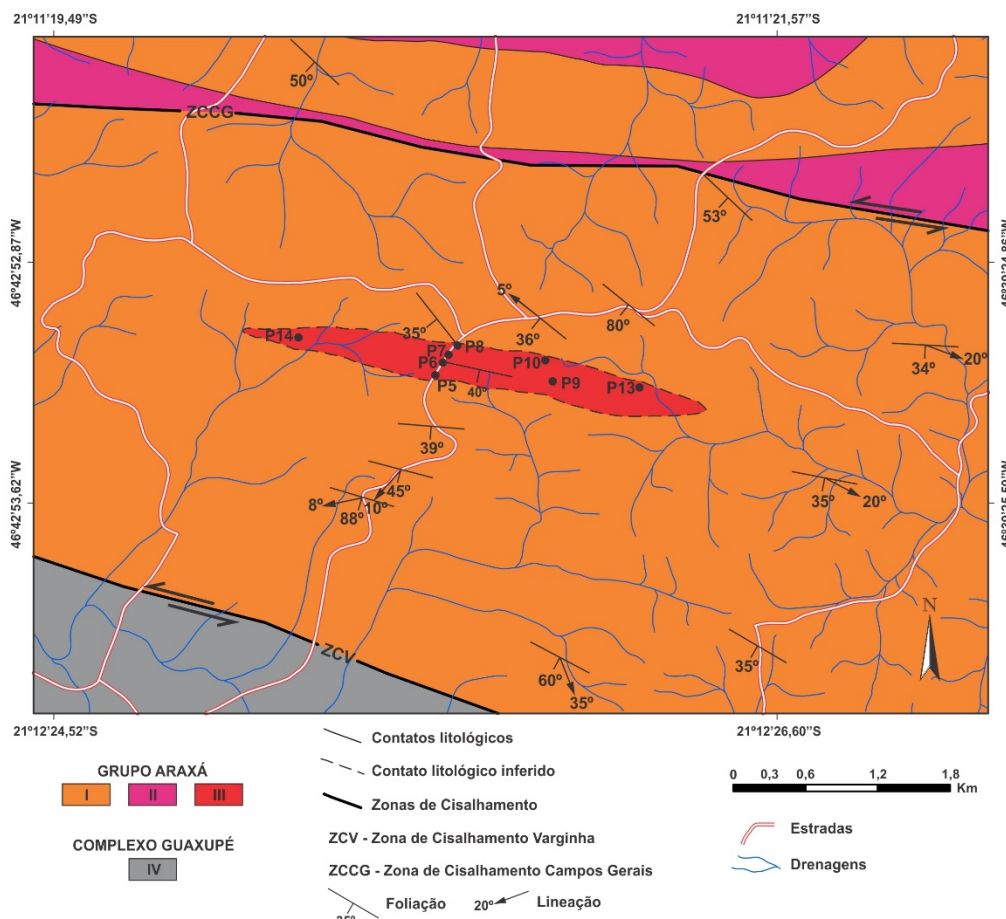 21º11'19,49''S
21º11'21,57''S
50º
ZCCG
53º
46º42'52,87''W
46º39'24,86''W
5º
35º
36º
80º
P14
P8
P7
P6
P10
34º
20º
P5
40º
P9
P13
39º
45º
8º
10º
88º
35º
20º
46º42'53,62''W
ZCV
N
60º
35º
35º
21º12'24,52''S
21º12'26,60''S
Contatos litológicos
GRUPO ARAXÁ
Contato litológico inferido
I
II
III
Zonas de Cisalhamento
0 0,3 0,6 1,2 1,8
Km
COMPLEXO GUAXUPÉ
ZCV - Zona de Cisalhamento Varginha
Estradas
IV
ZCCG - Zona de Cisalhamento Campos Gerais
Drenagens
Foliação
20º
Lineação